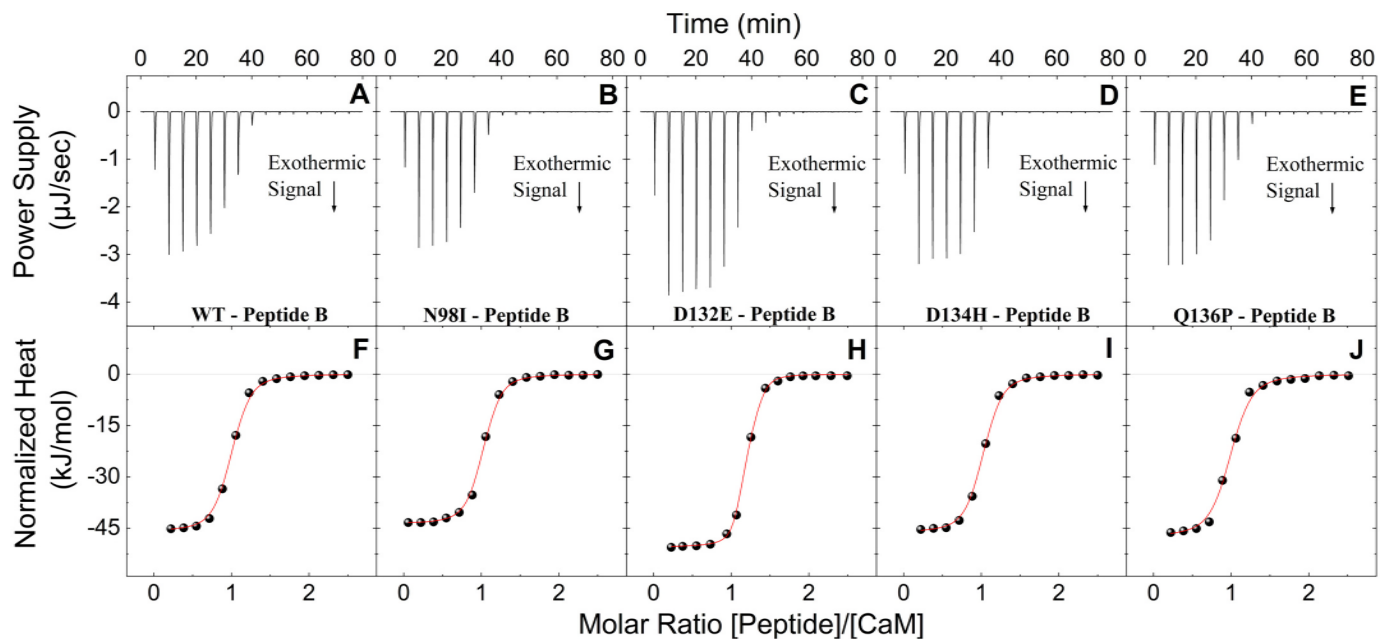 Time (min)
0 20 40 60 80 0 20 40 60 80 0 20 40 60 80 0 20 40 60 80 0 20 40 60 80
A B C D E
Power Supply
(µJ/sec)
0
-1
-2
-3
-4
Exothermic
Signal
Exothermic
Signal
Exothermic
Signal
Exothermic
Signal
Exothermic
Signal
WT - Peptide B N98I - Peptide B D132E - Peptide B D134H - Peptide B Q136P - Peptide B
F G H I J
Normalized Heat
(kJ/mol)
0
-15
-30
-45
0 1 2 0 1 2 0 1 2 0 1 2 0 1 2
Molar Ratio [Peptide]/[CaM]